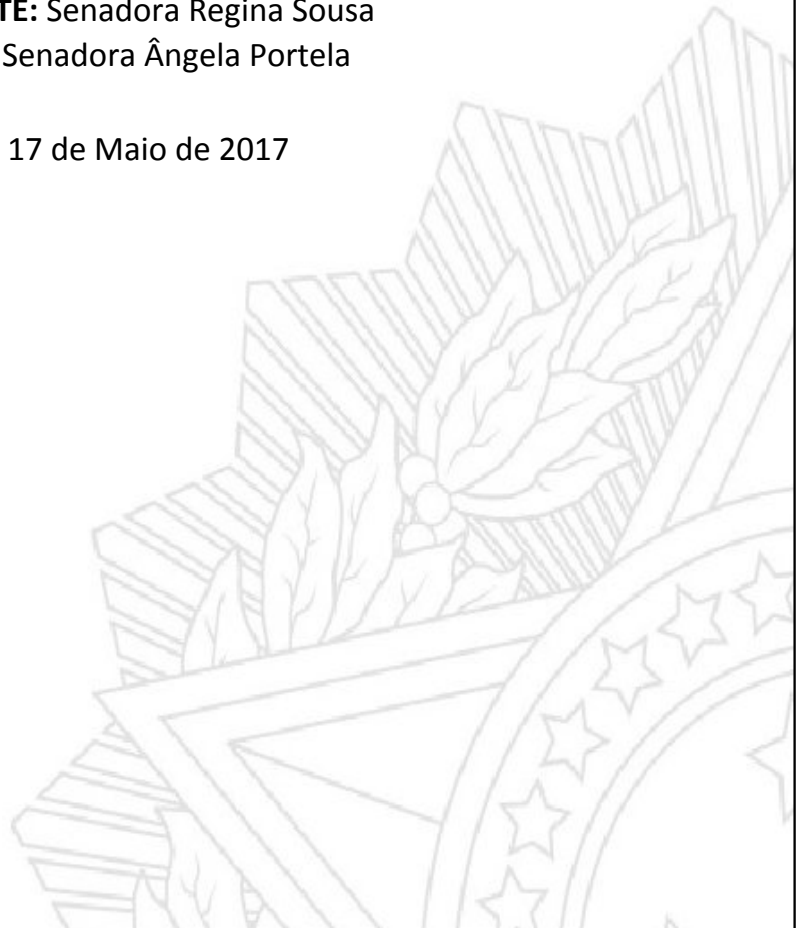 TE: Senadora Regina Sousa
Senadora Ângela Portela
17 de Maio de 2017